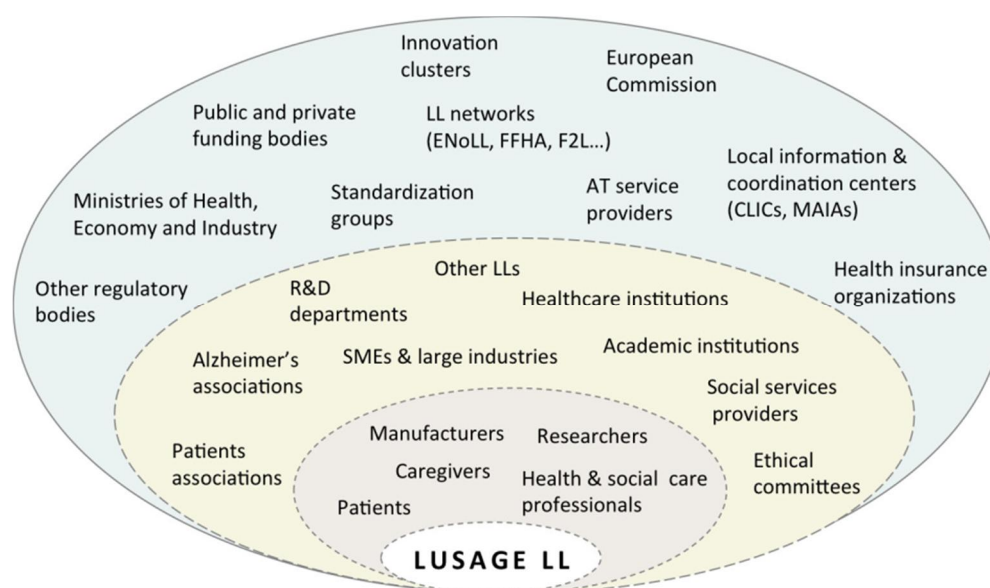 Innovation
clusters
European
Commission
Public and private
funding bodies
LL networks
(ENoLL, FFHA, F2L...)
Local information &
coordination centers
(CLICs, MAIAs)
Ministries of Health,
Economy and Industry
Standardization
groups
AT service
providers
Other regulatory
bodies
Health insurance
organizations
Other LLs
R&D
departments
Healthcare institutions
Alzheimer's
associations
SMEs & large industries
Academic institutions
Social services
providers
Patients
associations
Ethical
committees
Manufacturers
Researchers
Caregivers
Health & social care
professionals
Patients
LUSAGE LL